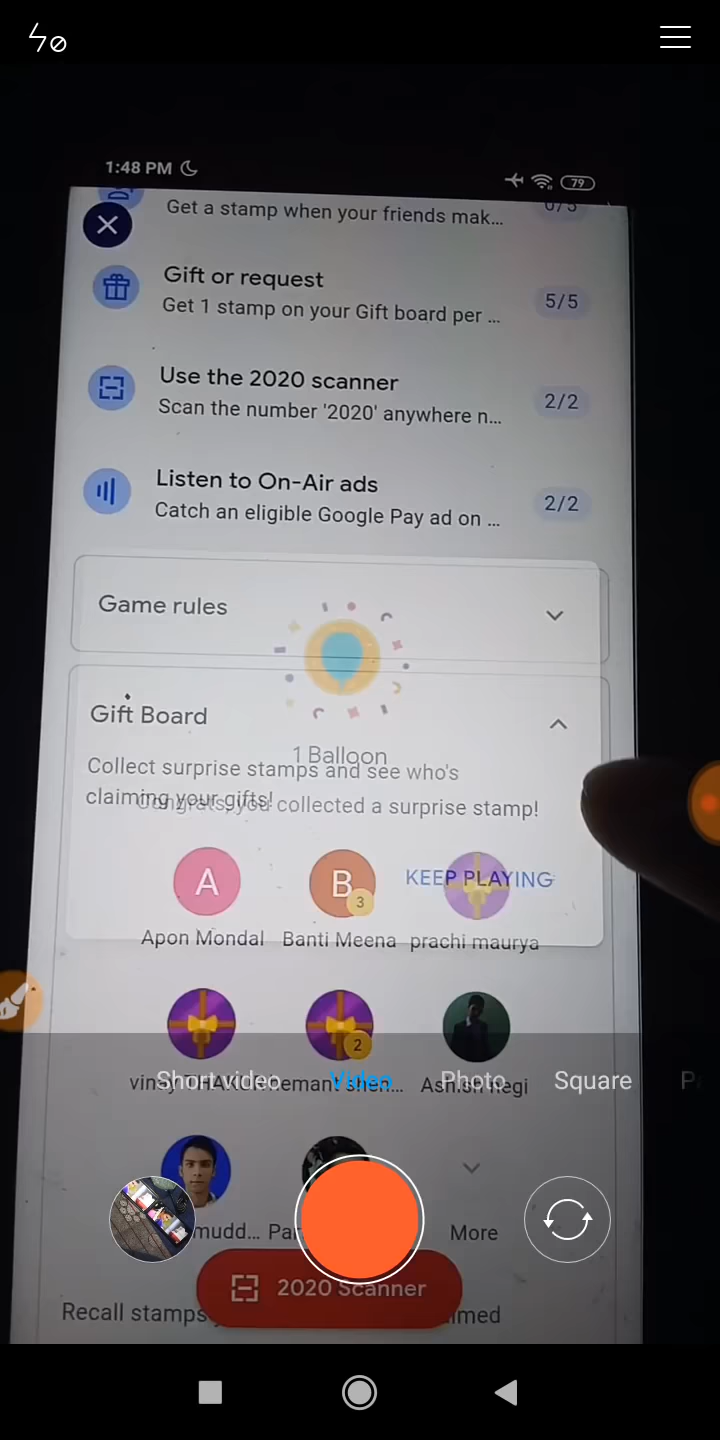 1:48 PM
79
0/5
Get a stamp when your friends mak...
Gift or request
5/5
Get 1 stamp on your Gift board per ...
Use the 2020 scanner
2/2
Scan the number '2020' anywhere n...
Listen to On-Air ads
2/2
Catch an eligible Google Pay ad on ...
Game rules
Gift Board
1 Balloon
Collect surprise stamps and see who's
claiming your gifts!
Congrats, you collected a surprise stamp!
A
B
3
KEEP PLAYING
Apon Mondal
Banti Meena
prachi maurya
2
Short video
Video
Photo
Square
Ashish negi
More
2020 Scanner
Recall stamps